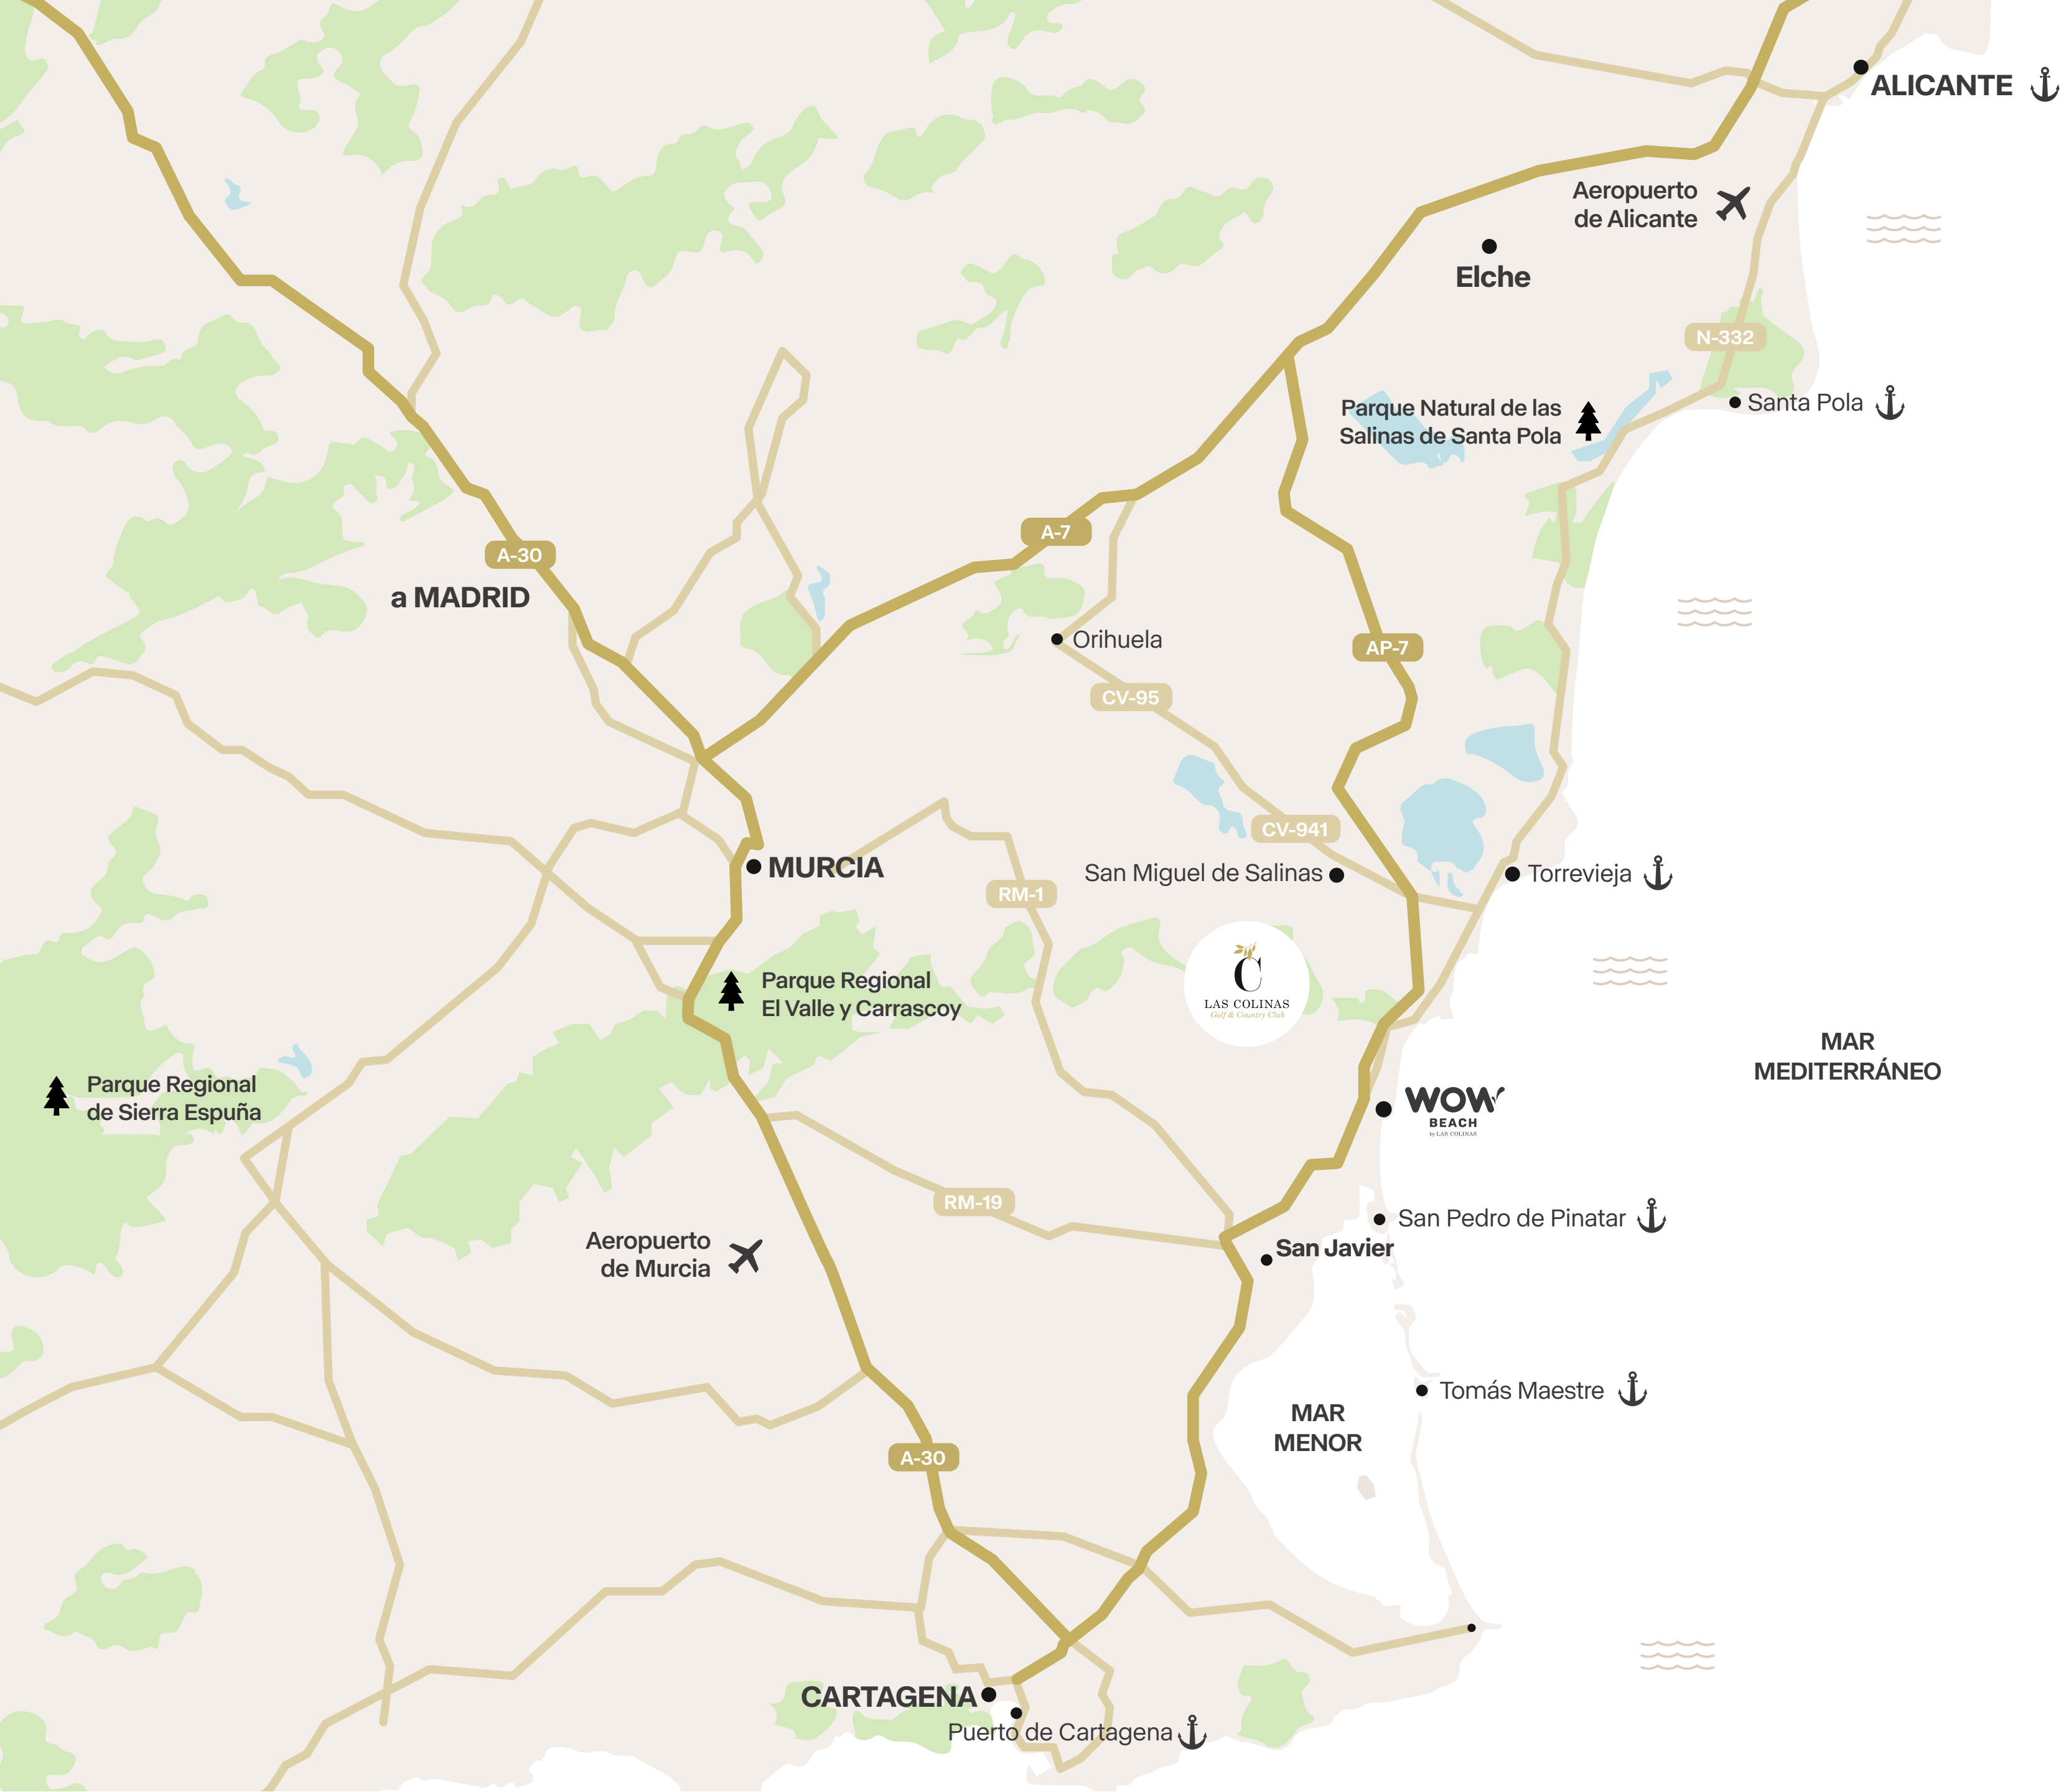 ALICANTE
Aeropuerto
de Alicante
Elche
N-332
Parque Natural de las
Salinas de Santa Pola
Santa Pola
A-7
A-30
a MADRID
Orihuela
AP-7
CV-95
CV-941
MURCIA
San Miguel de Salinas
Torrevieja
RM-1
C
LAS COLINAS
Golf & Country Club
Parque Regional
El Valle y Carrascoy
MAR
MEDITERRÁNEO
Parque Regional
de Sierra Espuña
WOW
BEACH
by LAS COLINAS
RM-19
San Pedro de Pinatar
Aeropuerto
de Murcia
San Javier
Tomás Maestre
MAR
MENOR
A-30
CARTAGENA
Puerto de Cartagena